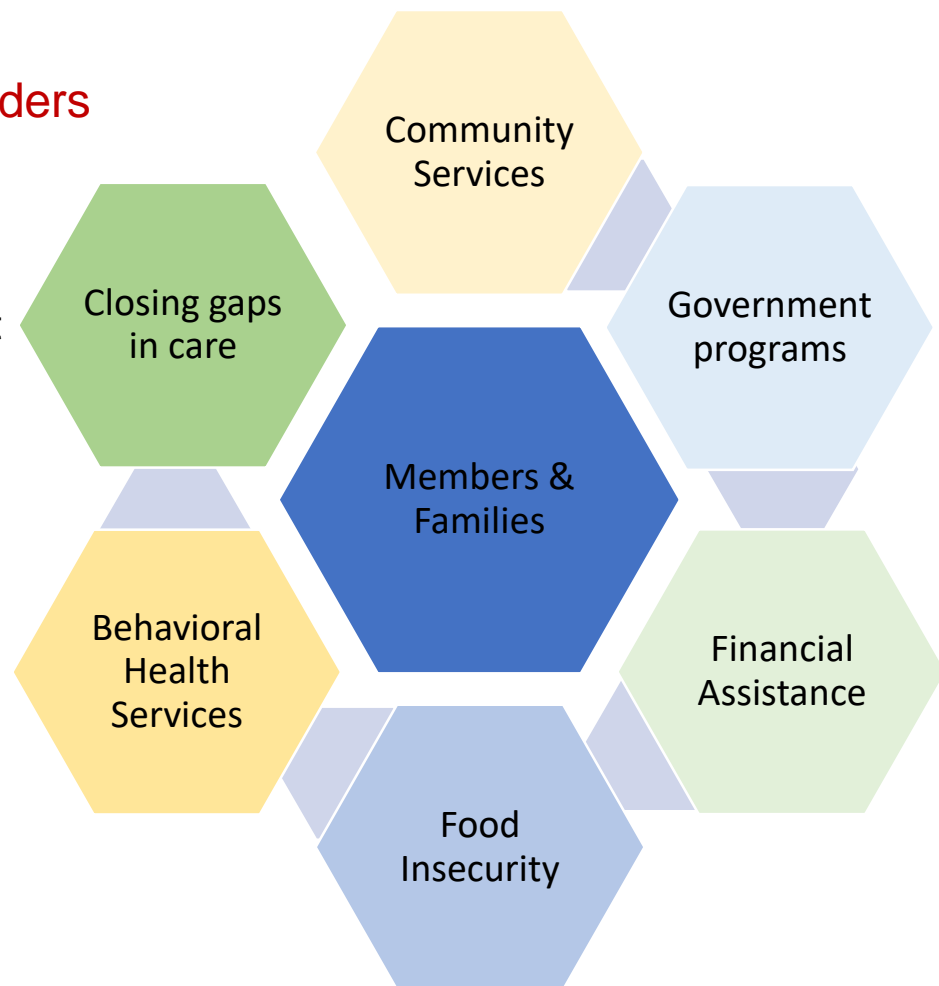 ders
Community
Services
Closing gaps
in care
Government
programs
Members &
Families
Behavioral
Health
Services
Financial
Assistance
Food
Insecurity